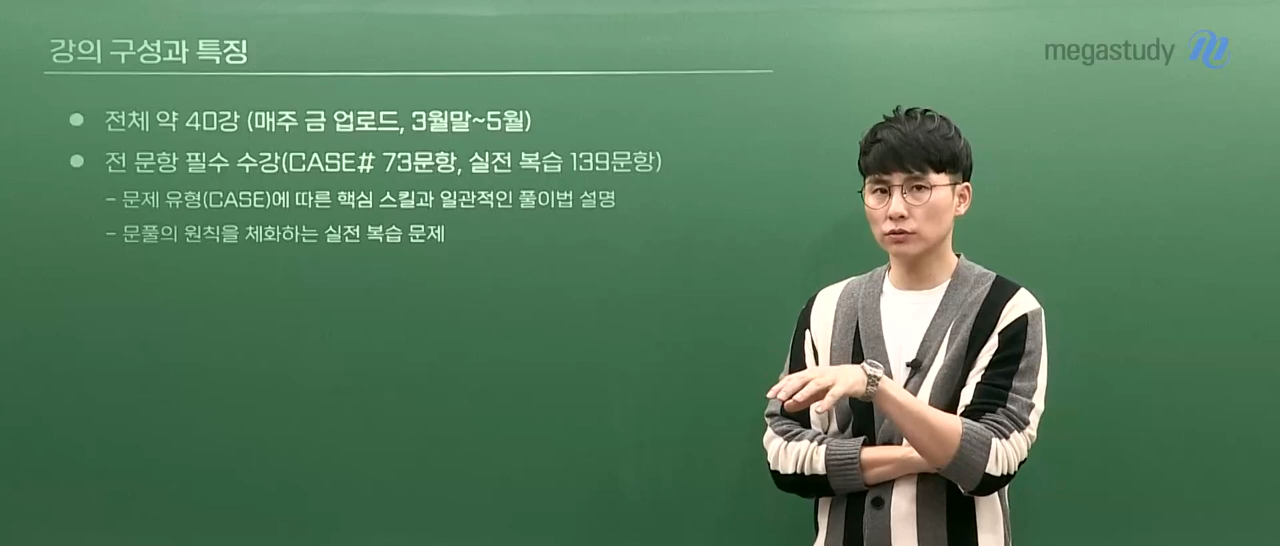 강의 구성과 특징
megastudy
전체 약 40강 (매주 금 업로드, 3월말~5월)
전 문항 필수 수강(CASE# 73문항, 실전 복습 139문항)
- 문제 유형(CASE)에 따른 핵심 스킬과 일관적인 풀이법 설명
- 문풀의 원칙을 체화하는 실전 복습 문제